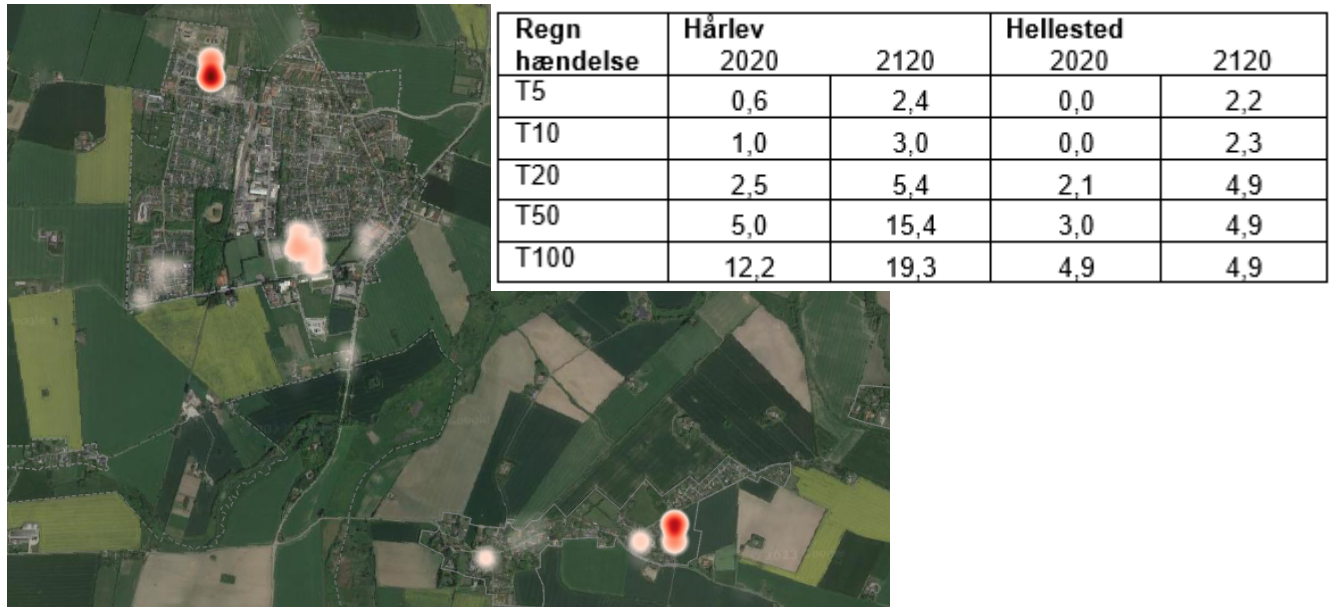 Regn Hårlev Hellested
hændelse 2020 2120 2020 2120
T5 0,6 2,4 0,0 2,2
T10 1,0 3,0 0,0 2,3
T20 2,5 5,4 2,1 4,9
T50 5,0 15,4 3,0 4,9
T100 12,2 19,3 4,9 4,9